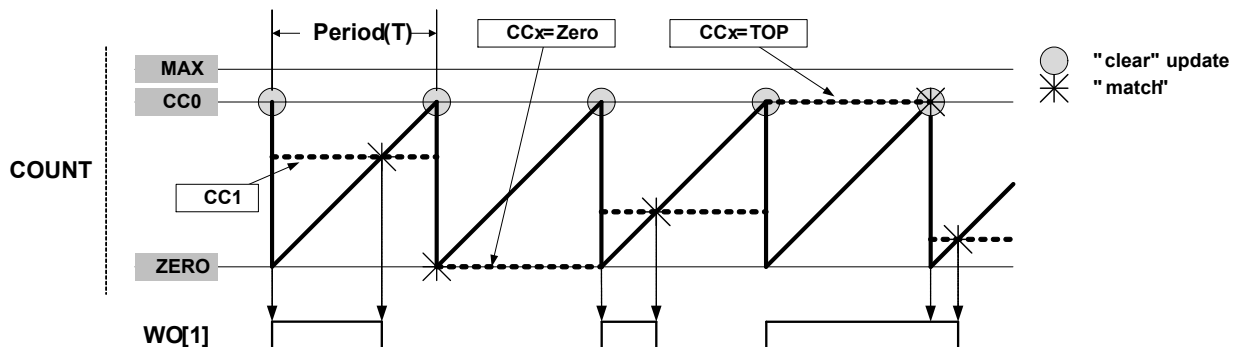 Period(T)
CCx=Zero
CCx=TOP
"clear" update
"match"
MAX
CC0
COUNT
CC1
ZERO
WO[1]